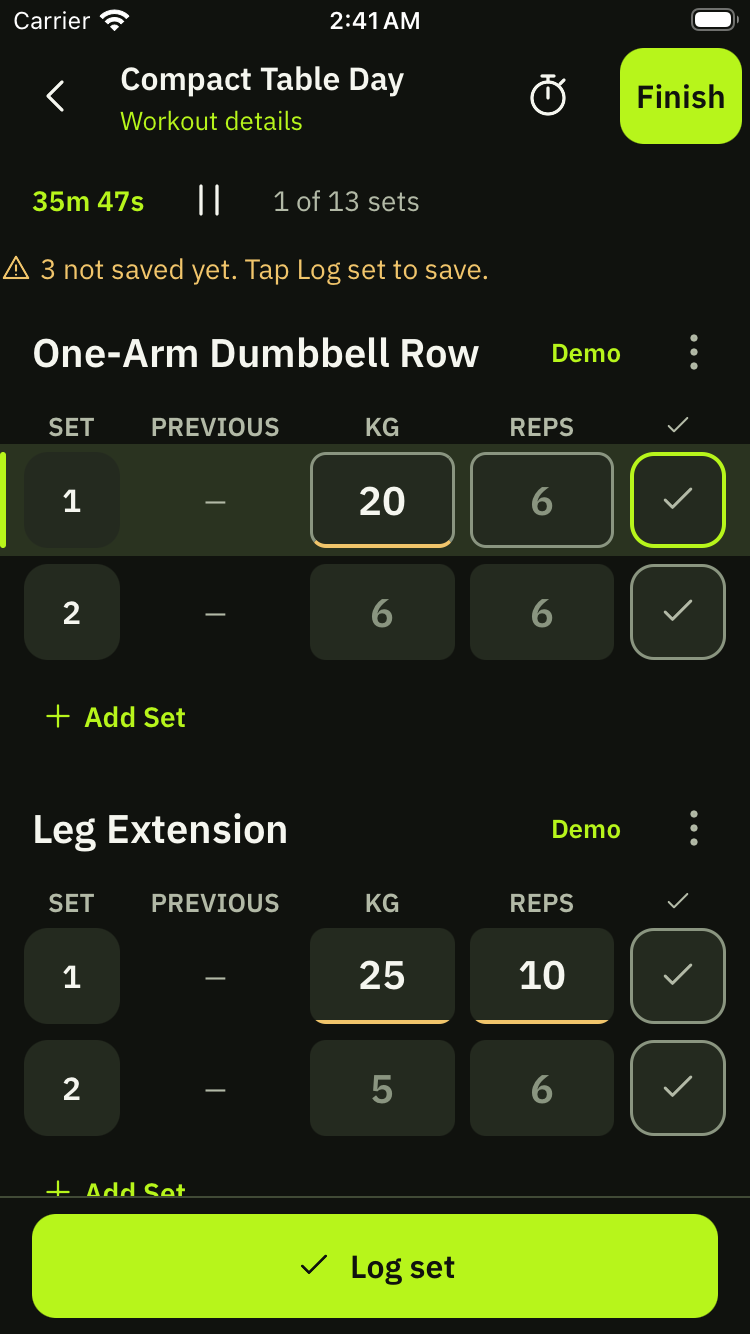 Carrier 2:41 AM
Compact Table Day
Workout details
Finish
35m 47s 1 of 13 sets
3 not saved yet. Tap Log set to save.
One-Arm Dumbbell Row Demo
SET PREVIOUS KG REPS ✓
1 – 20 6 ✓
2 – 6 6 ✓
+ Add Set
Leg Extension Demo
SET PREVIOUS KG REPS ✓
1 – 25 10 ✓
2 – 5 6 ✓
+ Add Set
✓ Log set